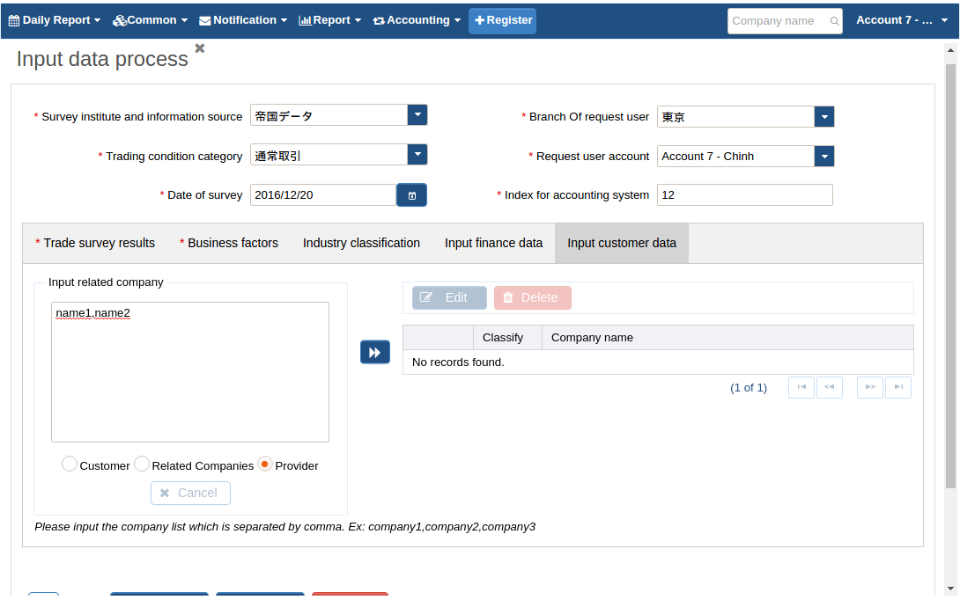 Daily Report Common Notification Report Accounting + Register Company name Account 7 - ...
Input data process
* Survey institute and information source 帝国データ * Branch Of request user 東京
* Trading condition category 通常取引 * Request user account Account 7 - Chinh
* Date of survey 2016/12/20 * Index for accounting system 12
* Trade survey results * Business factors Industry classification Input finance data Input customer data
Input related company
name1,name2
Edit Delete
Classify Company name
No records found.
(1 of 1)
Customer Related Companies Provider
Cancel
Please input the company list which is separated by comma. Ex: company1,company2,company3